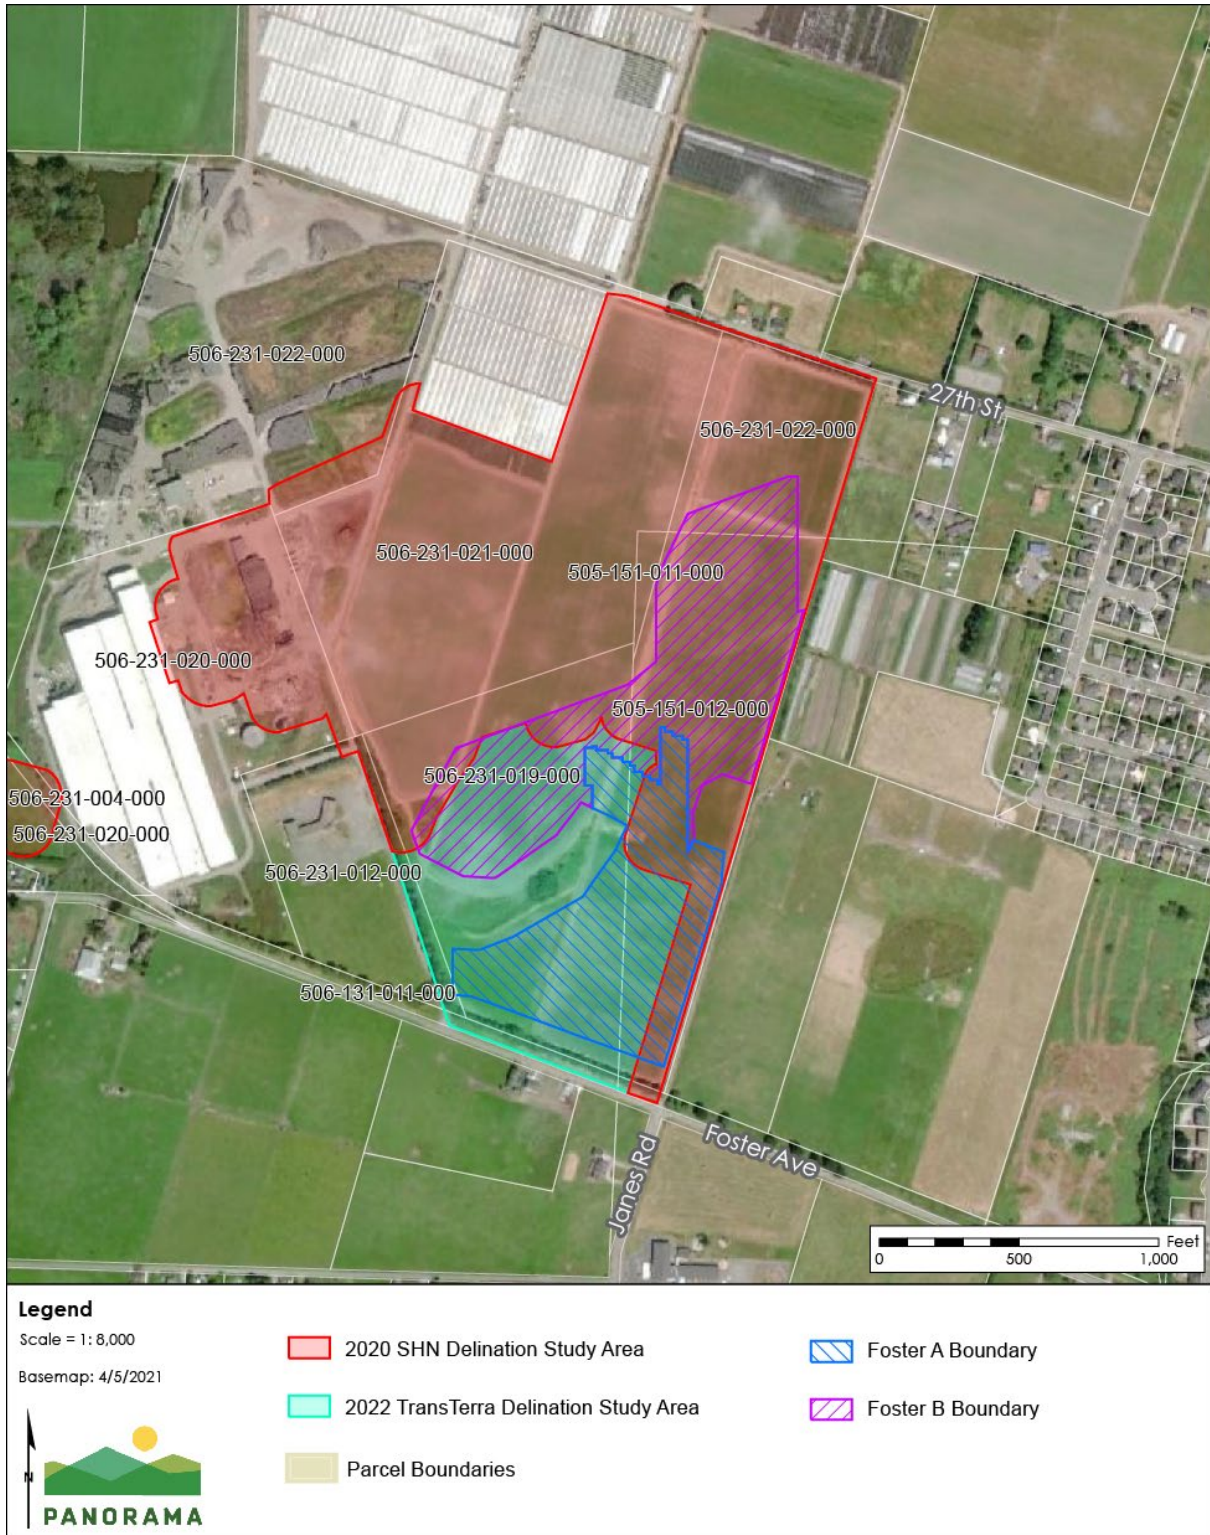 506-231-022-000
27th St
506-231-022-000
506-231-021-000
505-151-011-000
506-231-020-000
505-151-012-000
506-231-019-000
506-231-004-000
506-231-020-000
506-231-012-000
506-131-011-000
Foster Ave
Janes Rd
Feet
0 500 1,000
Legend
Scale = 1: 8,000
Basemap: 4/5/2021
N
PANORAMA
2020 SHN Delination Study Area
2022 TransTerra Delination Study Area
Parcel Boundaries
Foster A Boundary
Foster B Boundary